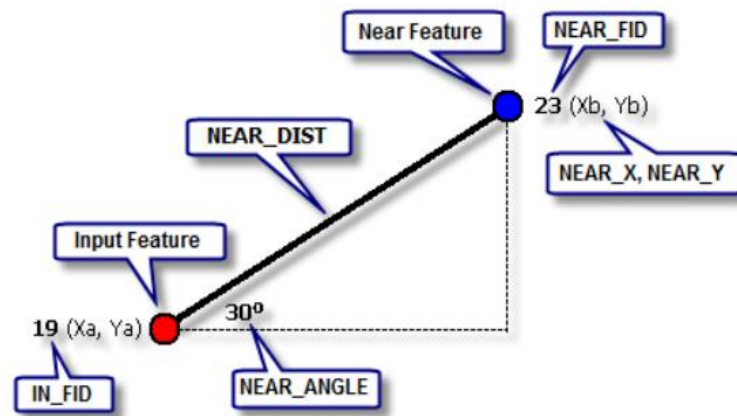 Near Feature
NEAR_FID
23 (Xb, Yb)
NEAR_DIST
NEAR_X, NEAR_Y
Input Feature
30º
19 (Xa, Ya)
IN_FID
NEAR_ANGLE